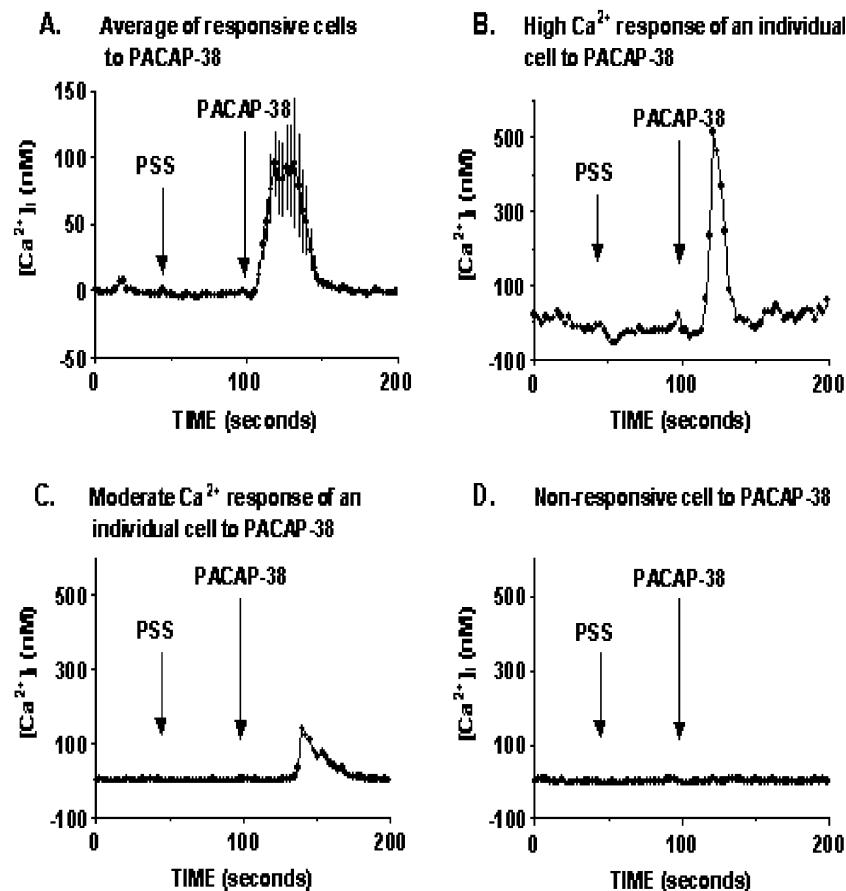 A. Average of responsive cells
to PACAP-38
150
100
50
0
-50
[Ca²⁺]ᵢ (nM)
PSS
PACAP-38
0 100 200
TIME (seconds)
B. High Ca²⁺ response of an individual
cell to PACAP-38
500
300
100
-100
[Ca²⁺]ᵢ (nM)
PSS
PACAP-38
0 100 200
TIME (seconds)
C. Moderate Ca²⁺ response of an
individual cell to PACAP-38
500
300
100
-100
[Ca²⁺]ᵢ (nM)
PSS
PACAP-38
0 100 200
TIME (seconds)
D. Non-responsive cell to PACAP-38
500
300
100
-100
[Ca²⁺]ᵢ (nM)
PSS
PACAP-38
0 100 200
TIME (seconds)